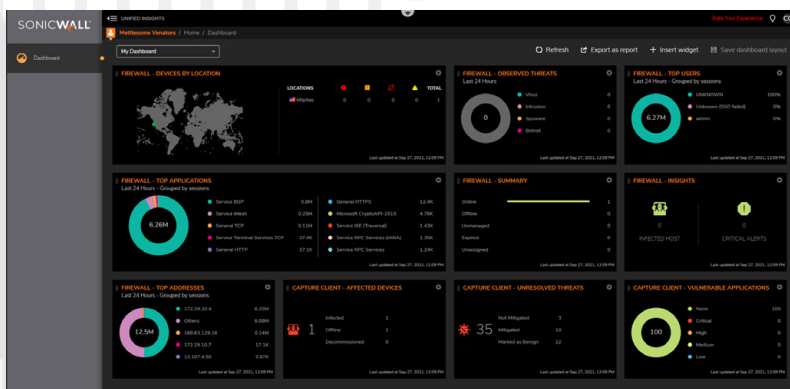 SONICWALL
UNIFIED INSIGHTS
Rate Your Experience
Mettlesome Venators / Home / Dashboard
Dashboard
My Dashboard
Refresh
Export as report
+ Insert widget
Save dashboard layout
FIREWALL - DEVICES BY LOCATION
LOCATIONS TOTAL
Milpitas 0 0 0 0 1
Last updated at Sep 27, 2021, 12:09 PM
FIREWALL - OBSERVED THREATS
Last 24 Hours
0
Virus 0
Intrusion 0
Spyware 0
Botnet 0
Last updated at Sep 27, 2021, 12:09 PM
FIREWALL - TOP USERS
Last 24 Hours - Grouped by sessions
6.27M
UNKNOWN 100%
Unknown (SSO failed) 0%
admin 0%
Last updated at Sep 27, 2021, 12:09 PM
FIREWALL - TOP APPLICATIONS
Last 24 Hours - Grouped by sessions
6.26M
Service BGP 5.8M
Service iMesh 0.25M
General TCP 0.11M
Service Terminal Services TCP 37.4K
General HTTP 37.1K
General HTTPS 12.4K
Microsoft CryptoAPI-2515 4.78K
Service IKE (Traversal) 1.43K
Service RPC Services (IANA) 1.35K
Service RPC Services 1.24K
Last updated at Sep 27, 2021, 12:09 PM
FIREWALL - SUMMARY
Online 1
Offline 0
Unmanaged 0
Expired 0
Unassigned 0
Last updated at Sep 27, 2021, 12:09 PM
FIREWALL - INSIGHTS
0
INFECTED HOST
0
CRITICAL ALERTS
FIREWALL - TOP ADDRESSES
Last 24 Hours - Grouped by sessions
12.5M
172.25.20.4 6.25M
Others 6.08M
168.63.129.16 0.14M
172.25.10.7 17.1K
13.107.4.50 5.67K
Last updated at Sep 27, 2021, 12:09 PM
CAPTURE CLIENT - AFFECTED DEVICES
1
Infected 1
Offline 1
Decommissioned 0
Last updated at Sep 27, 2021, 12:09 PM
CAPTURE CLIENT - UNRESOLVED THREATS
35
Not Mitigated 3
Mitigated 10
Marked as Benign 22
Last updated at Sep 27, 2021, 12:09 PM
CAPTURE CLIENT - VULNERABLE APPLICATIONS
100
None 100
Critical 0
High 0
Medium 0
Low 0
Last updated at Sep 27, 2021, 12:09 PM